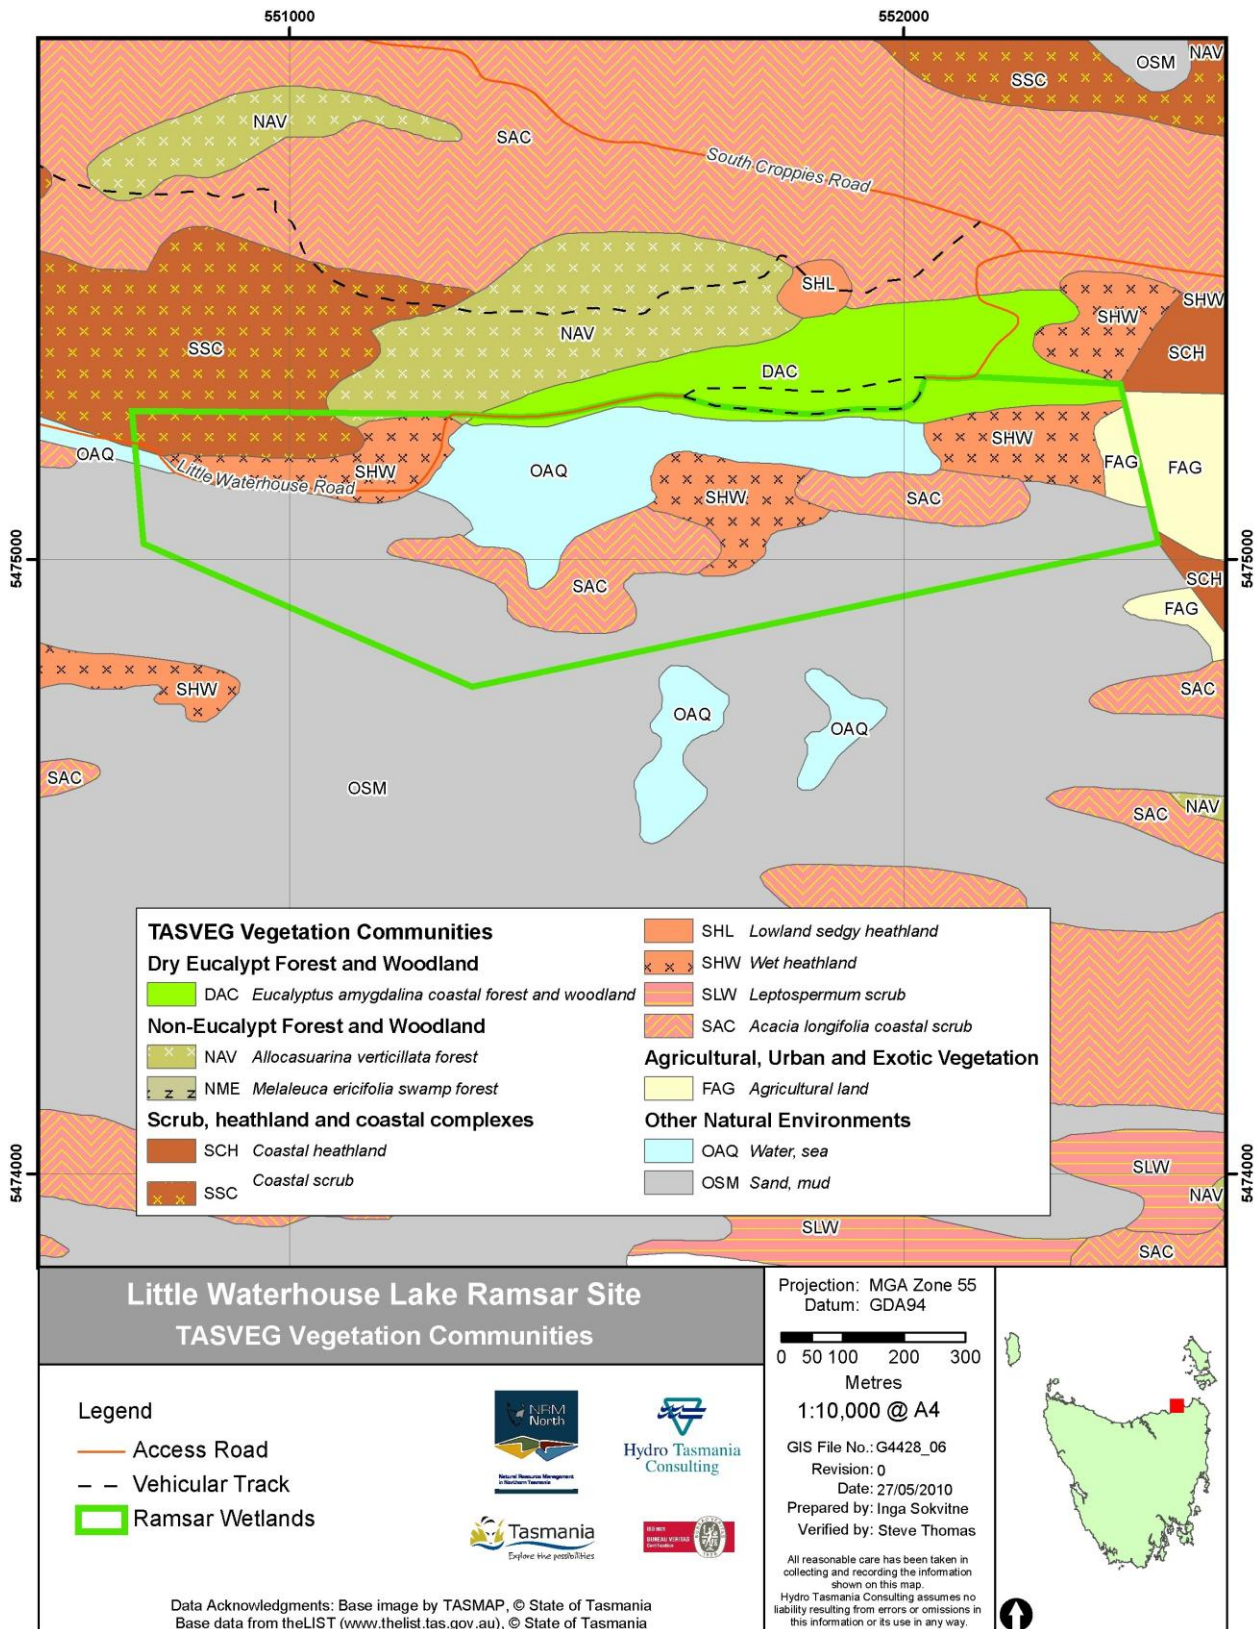 551000
552000
OSM
NAV
SSC
NAV
SAC
South Croppies Road
SHL
SHW
SHW
NAV
SSC
SCH
DAC
SHW
OAQ
SHW
OAQ
FAG
FAG
Little Waterhouse Road
SHW
SAC
5475000
5475000
SAC
SCH
FAG
SHW
SAC
OAQ
OAQ
SAC
OSM
SAC
NAV
TASVEG Vegetation Communities
Dry Eucalypt Forest and Woodland
DAC Eucalyptus amygdalina coastal forest and woodland
Non-Eucalypt Forest and Woodland
NAV Allocasuarina verticillata forest
NME Melaleuca ericifolia swamp forest
Scrub, heathland and coastal complexes
SCH Coastal heathland
SSC Coastal scrub
SHL Lowland sedgy heathland
SHW Wet heathland
SLW Leptospermum scrub
SAC Acacia longifolia coastal scrub
Agricultural, Urban and Exotic Vegetation
FAG Agricultural land
Other Natural Environments
OAQ Water, sea
OSM Sand, mud
5474000
5474000
SLW
NAV
SLW
SAC
Little Waterhouse Lake Ramsar Site
TASVEG Vegetation Communities
Legend
Access Road
Vehicular Track
Ramsar Wetlands
NRM
North
Natural Resource Management
in Northern Tasmania
Hydro Tasmania
Consulting
Tasmania
Explore the possibilities
BUREAU VERITAS
Certification
Data Acknowledgments: Base image by TASMAP, © State of Tasmania
Base data from theLIST (www.thelist.tas.gov.au), © State of Tasmania
Projection: MGA Zone 55
Datum: GDA94
0 50 100 200 300
Metres
1:10,000 @ A4
GIS File No.: G4428_06
Revision: 0
Date: 27/05/2010
Prepared by: Inga Sokvitne
Verified by: Steve Thomas
All reasonable care has been taken in
collecting and recording the information
shown on this map.
Hydro Tasmania Consulting assumes no
liability resulting from errors or omissions in
this information or its use in any way.